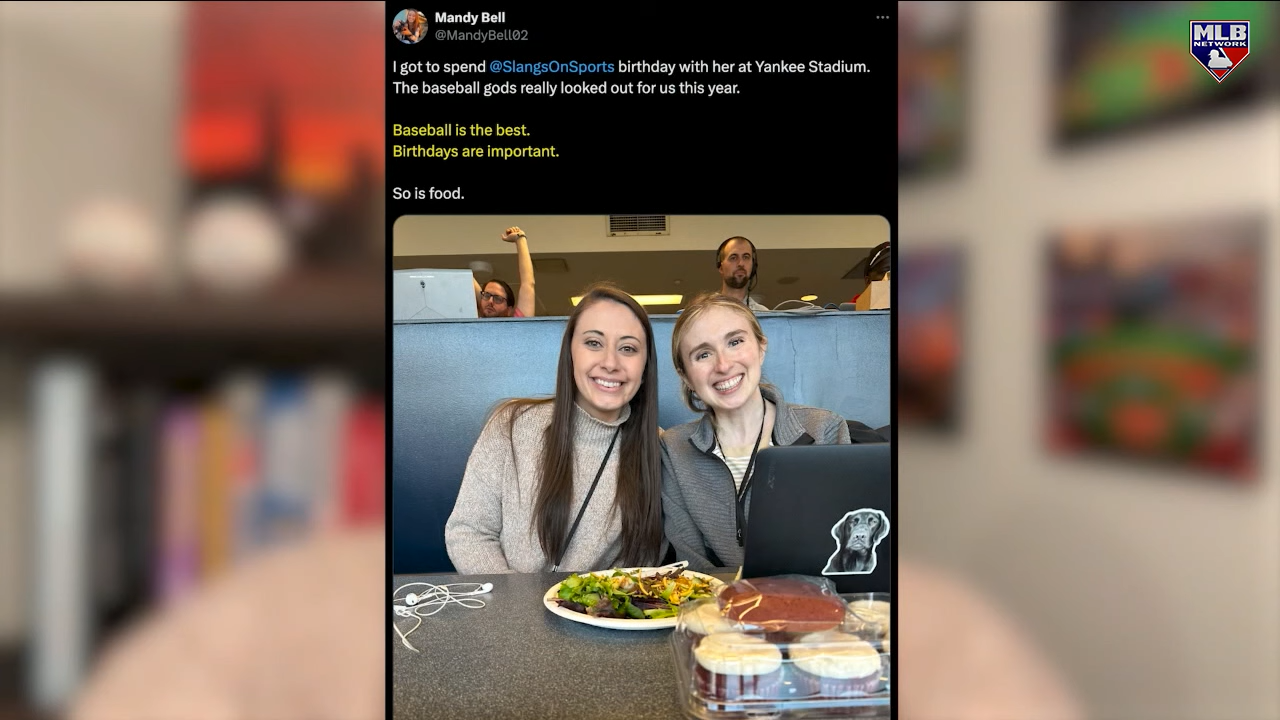 Mandy Bell
@MandyBell02
I got to spend @SlangsOnSports birthday with her at Yankee Stadium.
The baseball gods really looked out for us this year.
Baseball is the best.
Birthdays are important.
So is food.
MLB
NETWORK